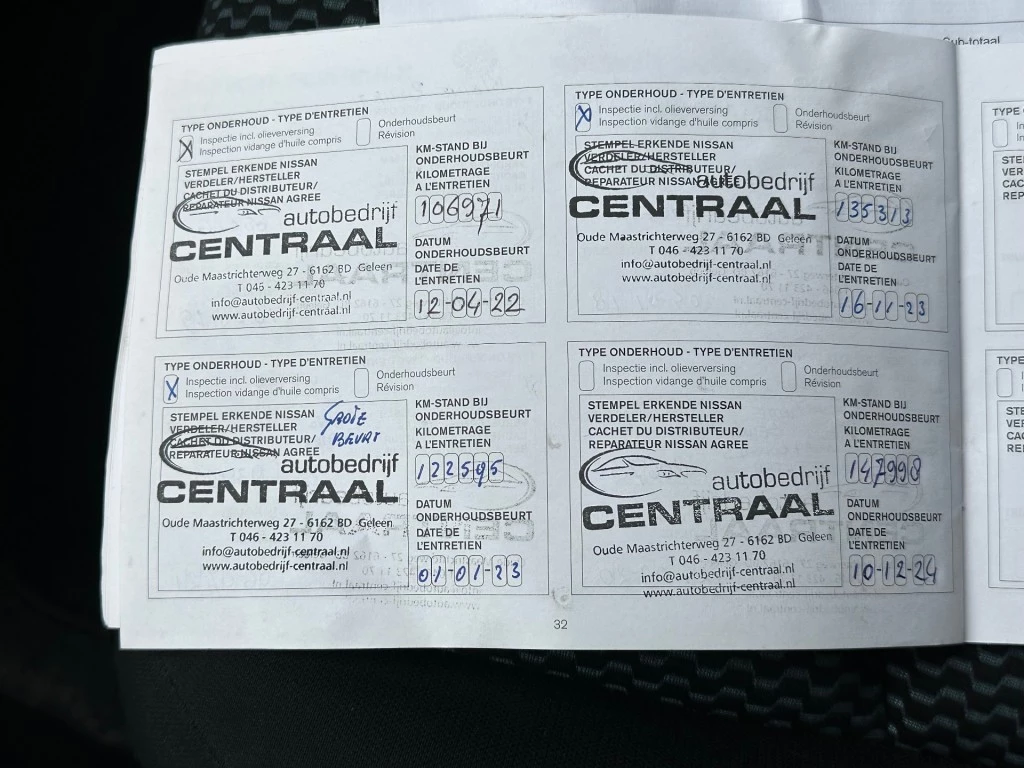 Sub-totaal
TYPE ONDERHOUD - TYPE D'ENTRETIEN
X Inspectie incl. olieverversing
Inspection vidange d'huile compris
Onderhoudsbeurt
Révision
STEMPEL ERKENDE NISSAN
VERDELER/HERSTELLER
CACHET DU DISTRIBUTEUR/
REPARATEUR NISSAN AGREE
autobedrijf
CENTRAAL
Oude Maastrichterweg 27 - 6162 BD Geleen
T 046 - 423 11 70
info@autobedrijf-centraal.nl
www.autobedrijf-centraal.nl
KM-STAND BIJ
ONDERHOUDSBEURT
KILOMETRAGE
A L'ENTRETIEN
106971
DATUM
ONDERHOUDSBEURT
DATE DE
L'ENTRETIEN
12-04-22
TYPE ONDERHOUD - TYPE D'ENTRETIEN
X Inspectie incl. olieverversing
Inspection vidange d'huile compris
Onderhoudsbeurt
Révision
STEMPEL ERKENDE NISSAN
VERDELER/HERSTELLER
CACHET DU DISTRIBUTEUR/
REPARATEUR NISSAN AGREE
autobedrijf
CENTRAAL
Oude Maastrichterweg 27 - 6162 BD Geleen
T 046 - 423 11 70
info@autobedrijf-centraal.nl
www.autobedrijf-centraal.nl
KM-STAND BIJ
ONDERHOUDSBEURT
KILOMETRAGE
A L'ENTRETIEN
135313
DATUM
ONDERHOUDSBEURT
DATE DE
L'ENTRETIEN
16-11-23
TYPE ONDERHOUD - TYPE D'ENTRETIEN
X Inspectie incl. olieverversing
Inspection vidange d'huile compris
Onderhoudsbeurt
Révision
STEMPEL ERKENDE NISSAN
VERDELER/HERSTELLER
CACHET DU DISTRIBUTEUR/
REPARATEUR NISSAN AGREE
GROTE
BEURT
autobedrijf
CENTRAAL
Oude Maastrichterweg 27 - 6162 BD Geleen
T 046 - 423 11 70
info@autobedrijf-centraal.nl
www.autobedrijf-centraal.nl
KM-STAND BIJ
ONDERHOUDSBEURT
KILOMETRAGE
A L'ENTRETIEN
122595
DATUM
ONDERHOUDSBEURT
DATE DE
L'ENTRETIEN
01-01-23
TYPE ONDERHOUD - TYPE D'ENTRETIEN
Inspectie incl. olieverversing
Inspection vidange d'huile compris
Onderhoudsbeurt
Révision
STEMPEL ERKENDE NISSAN
VERDELER/HERSTELLER
CACHET DU DISTRIBUTEUR/
REPARATEUR NISSAN AGREE
autobedrijf
CENTRAAL
Oude Maastrichterweg 27 - 6162 BD Geleen
T 046 - 423 11 70
info@autobedrijf-centraal.nl
www.autobedrijf-centraal.nl
KM-STAND BIJ
ONDERHOUDSBEURT
KILOMETRAGE
A L'ENTRETIEN
147998
DATUM
ONDERHOUDSBEURT
DATE DE
L'ENTRETIEN
10-12-24
32